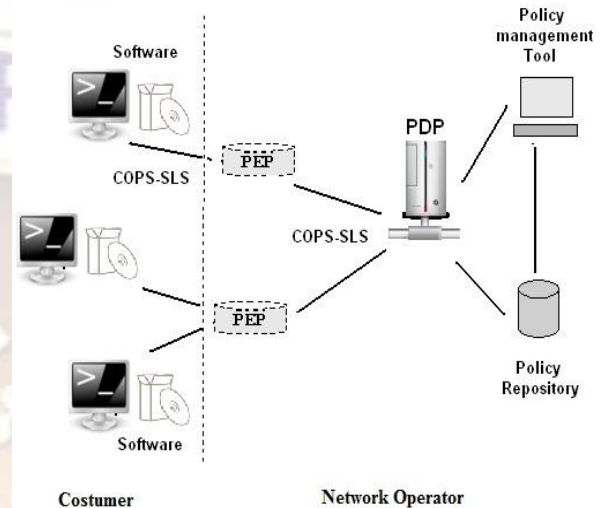 Policy
management
Tool
Software
PDP
PEP
COPS-SLS
COPS-SLS
PEP
Policy
Repository
Software
Costumer
Network Operator